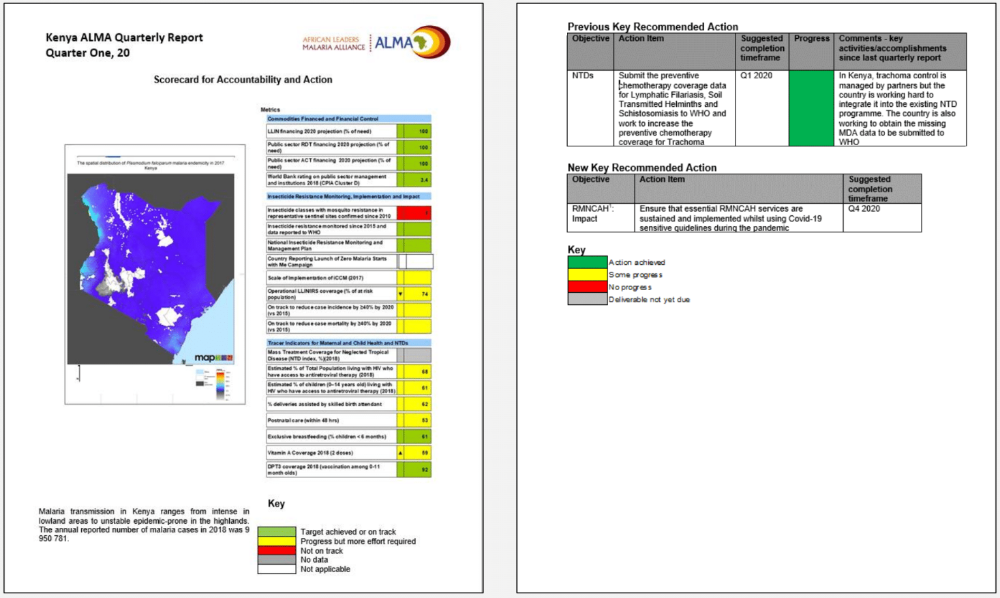 Kenya ALMA Quarterly Report
Quarter One, 20
AFRICAN LEADERS
MALARIA ALLIANCE
ALMA
Scorecard for Accountability and Action
The spatial distribution of Plasmodium falciparum malaria endemicity in 2017
Kenya
map
Malaria transmission in Kenya ranges from intense in
lowland areas to unstable epidemic-prone in the highlands.
The annual reported number of malaria cases in 2018 was 9
950 781.
Metrics
Commodities Financed and Financial Control
LLIN financing 2020 projection (% of need) 100
Public sector RDT financing 2020 projection (% of
need) 100
Public sector ACT financing 2020 projection (% of
need) 100
World Bank rating on public sector management
and institutions 2018 (CPIA Cluster D) 3.4
Insecticide Resistance Monitoring, Implementation and Impact
Insecticide classes with mosquito resistance in
representative sentinel sites confirmed since 2010
Insecticide resistance monitored since 2015 and
data reported to WHO
National Insecticide Resistance Monitoring and
Management Plan
Country Reporting Launch of Zero Malaria Starts
with Me Campaign
Scale of Implementation of iCCM (2017)
Operational LLIN/IRS coverage (% of at risk
population) ▼ 74
On track to reduce case incidence by ≥40% by 2020
(vs 2015)
On track to reduce case mortality by ≥40% by 2020
(vs 2015)
Tracer Indicators for Maternal and Child Health and NTDs
Mass Treatment Coverage for Neglected Tropical
Disease (NTD index, %)(2018)
Estimated % of Total Population living with HIV who
have access to antiretroviral therapy (2018) 68
Estimated % of children (0–14 years old) living with
HIV who have access to antiretroviral therapy (2018) 61
% deliveries assisted by skilled birth attendant 62
Postnatal care (within 48 hrs) 53
Exclusive breastfeeding (% children < 6 months) 61
Vitamin A Coverage 2018 (2 doses) ▲ 59
DPT3 coverage 2018 (vaccination among 0-11
month olds) 92
Key
Target achieved or on track
Progress but more effort required
Not on track
No data
Not applicable
Previous Key Recommended Action
Objective Action Item Suggested completion timeframe Progress Comments - key activities/accomplishments since last quarterly report
NTDs
Submit the preventive
chemotherapy coverage data
for Lymphatic Filariasis, Soil
Transmitted Helminths and
Schistosomiasis to WHO and
work to increase the
preventive chemotherapy
coverage for Trachoma
Q1 2020
In Kenya, trachoma control is
managed by partners but the
country is working hard to
integrate it into the existing NTD
programme. The country is also
working to obtain the missing
MDA data to be submitted to
WHO
New Key Recommended Action
Objective Action Item Suggested completion timeframe
RMNCAH¹:
Impact
Ensure that essential RMNCAH services are
sustained and implemented whilst using Covid-19
sensitive guidelines during the pandemic
Q4 2020
Key
Action achieved
Some progress
No progress
Deliverable not yet due